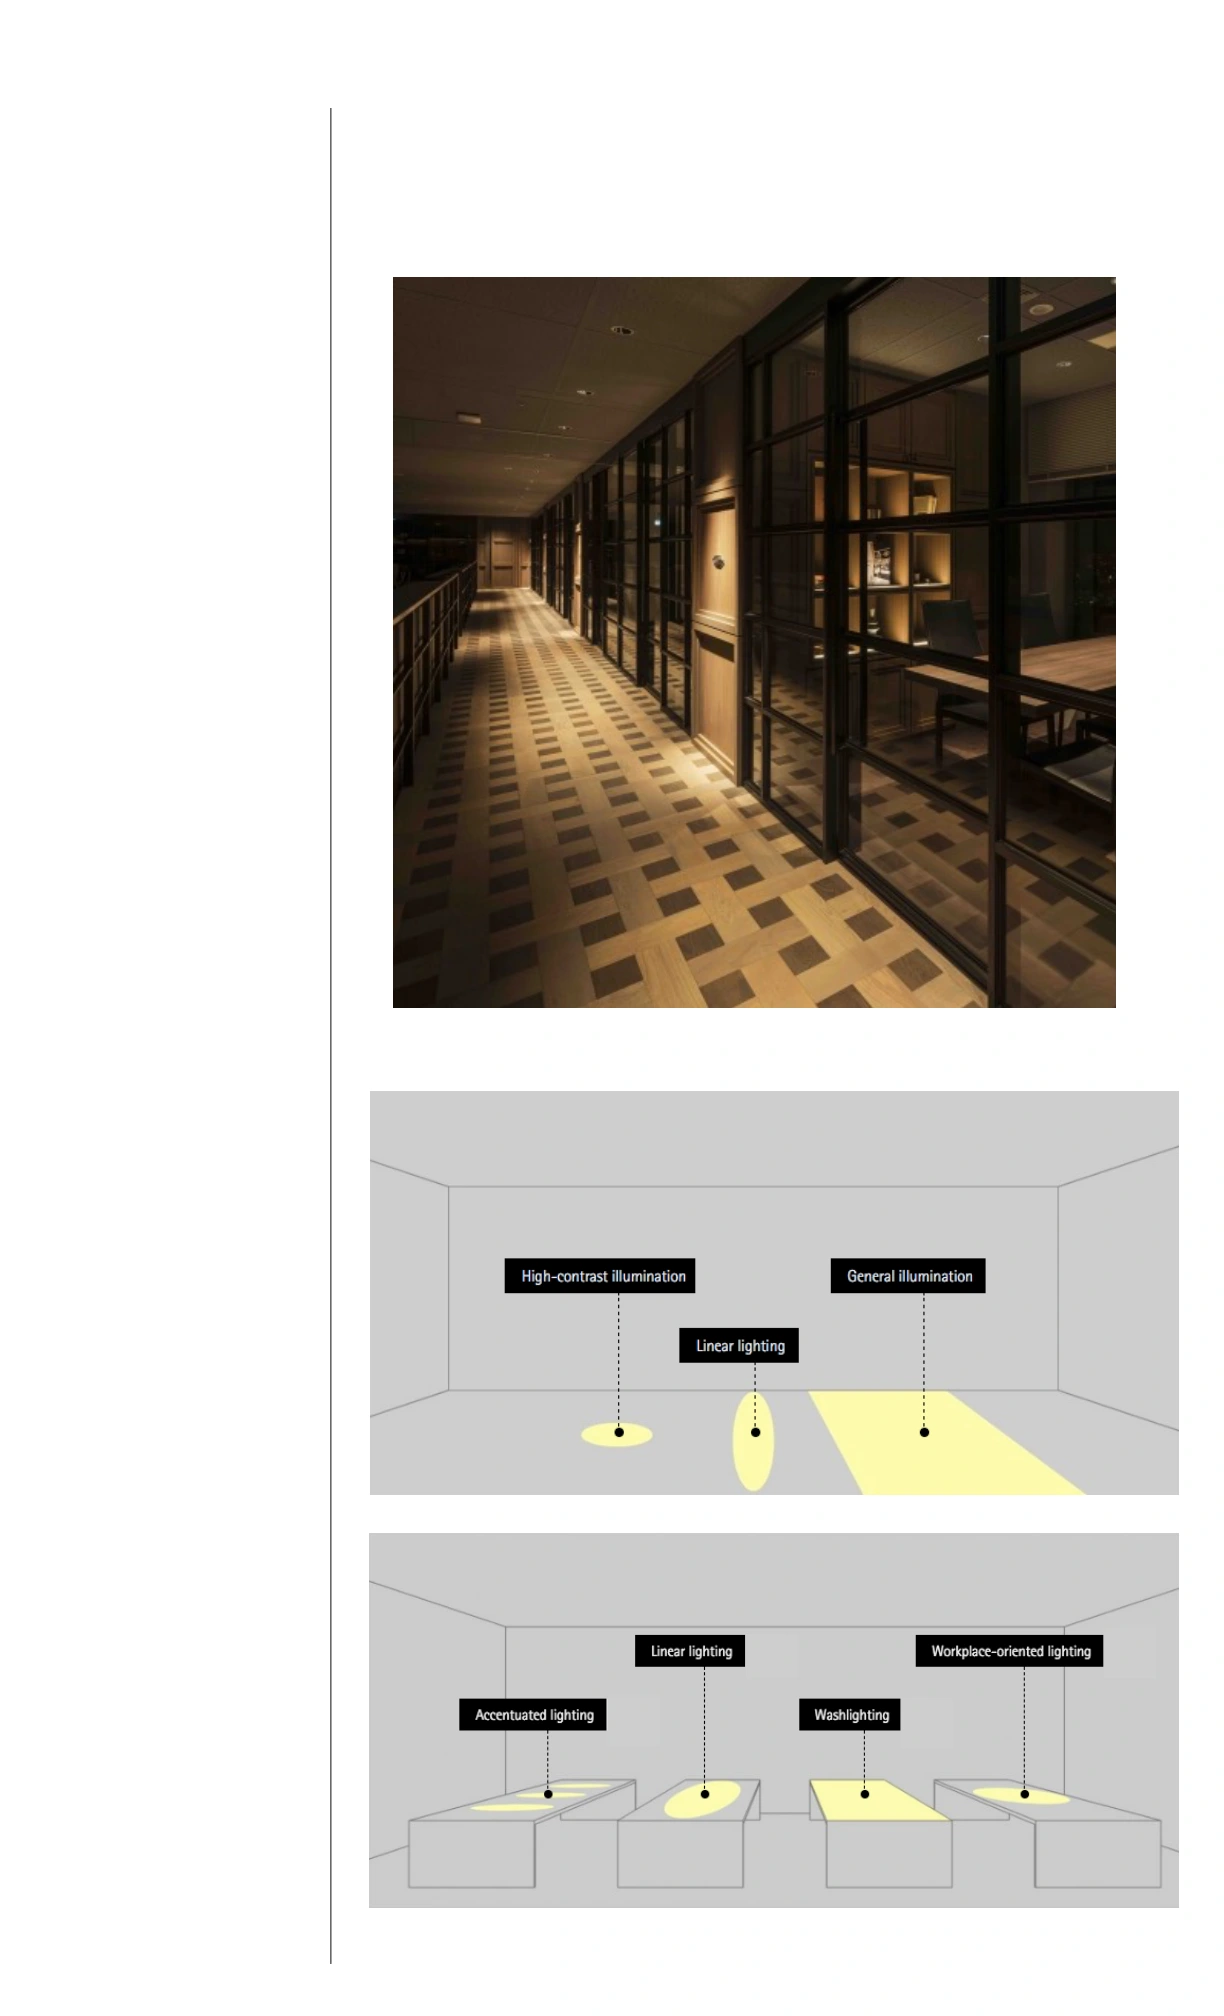 High-contrast illumination
General illumination
Linear lighting
Linear lighting
Workplace-oriented lighting
Accentuated lighting
Washlighting